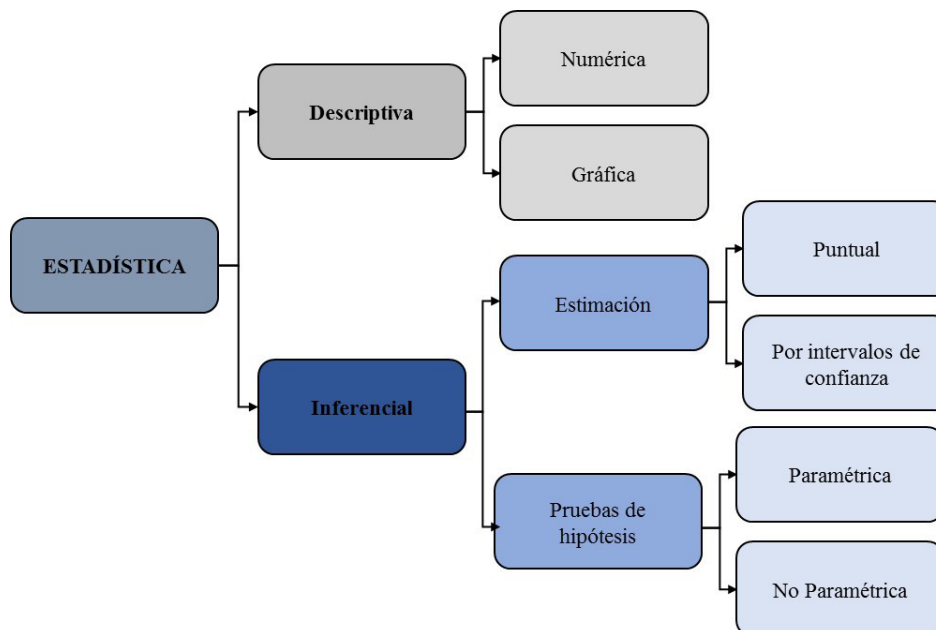 ESTADÍSTICA
Descriptiva
Numérica
Gráfica
Inferencial
Estimación
Puntual
Por intervalos de
confianza
Pruebas de
hipótesis
Paramétrica
No Paramétrica